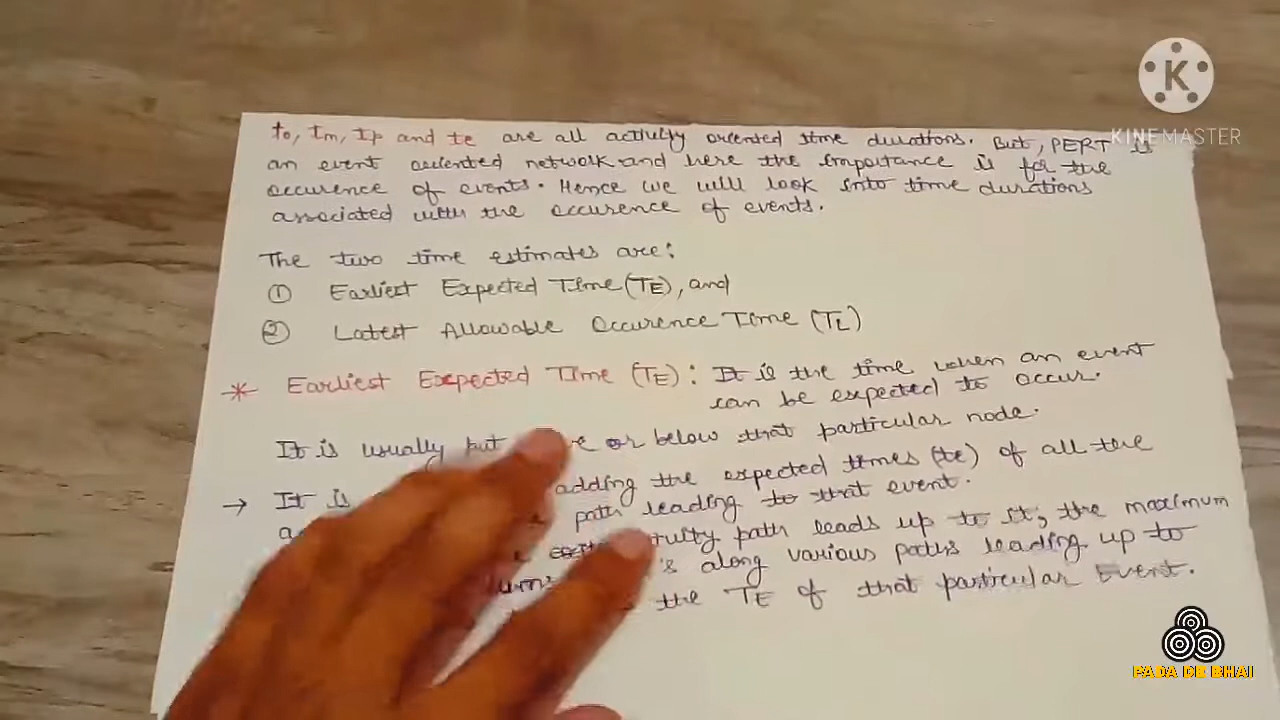 to, tm, tp and te are all activity oriented time durations. But, PERT is
an event oriented network and here the importance is for the
occurence of events. Hence we will look into time durations
associated with the occurence of events.
The two time estimates are:
① Earliest Expected Time (TE), and
② Latest Allowable Occurence Time (TL)
* Earliest Expected Time (TE): It is the time when an event
can be expected to occur.
It is usually put or below that particular node.
→ It is adding the expected times (te) of all the
path leading to that event.
path leads up to it, the maximum
along various paths leading up to
the TE of that particular Event.
K
KINEMASTER
PADA DE BHAI